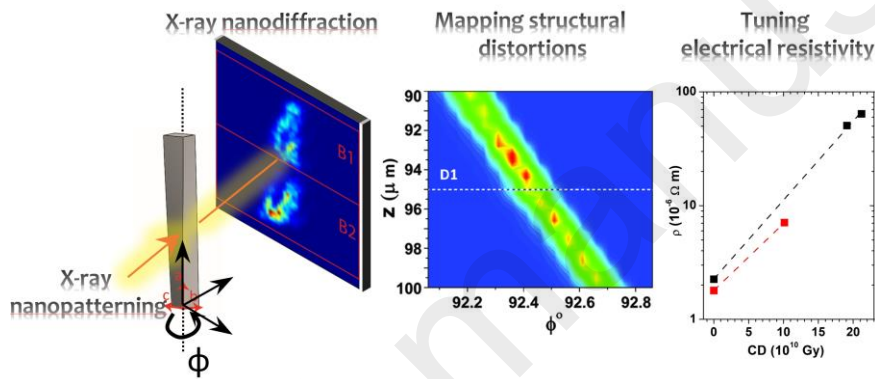 X-ray nanodiffraction
B1
B2
X-ray
nanopatterning
c
b
ϕ
Mapping structural
distortions
90
92
94
96
98
100
z (μ m)
D1
92.2
92.4
92.6
92.8
ϕ°
Tuning
electrical resistivity
100
10
1
ρ (10⁻⁶ Ω m)
0
5
10
15
20
CD (10¹⁰ Gy)